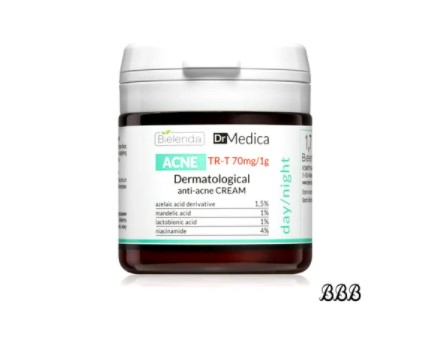 Bielenda Dr Medica
ACNE TR-T 70mg/1g
Dermatological
anti-acne CREAM
azelaic acid derivative 1,5%
mandelic acid 1%
lactobionic acid 1%
niacinamide 4%
day/night
BBB